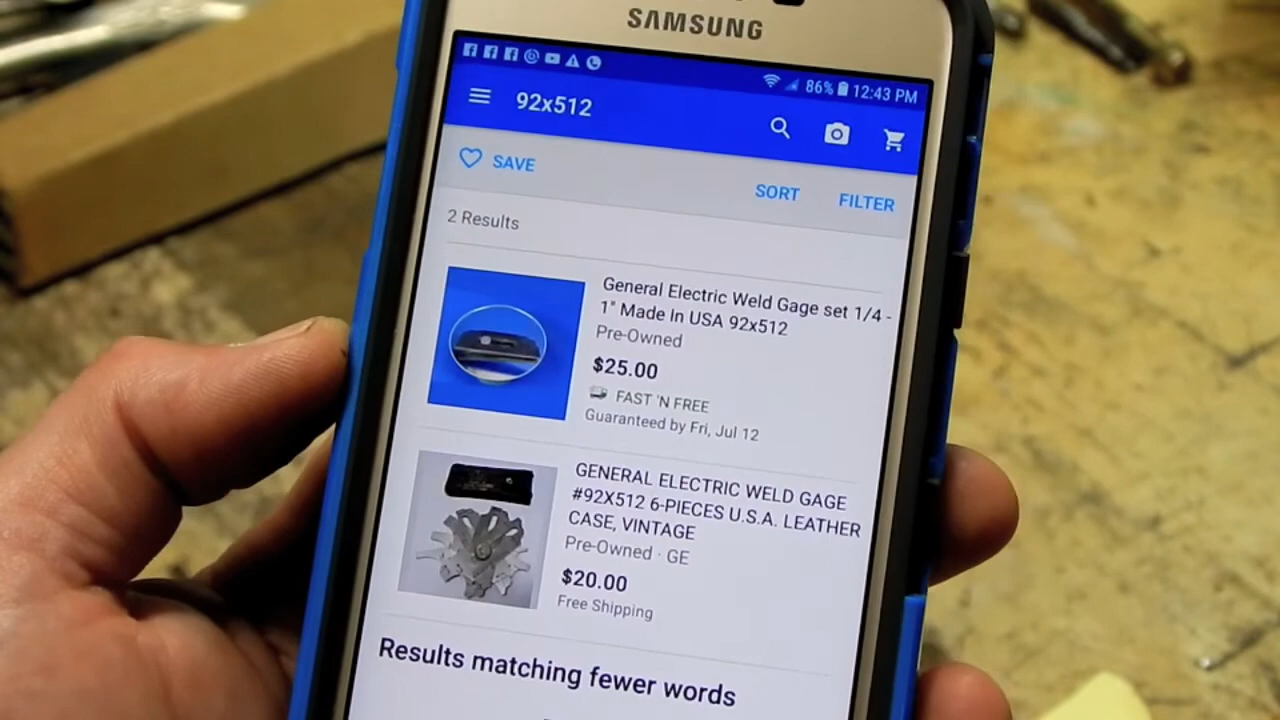 SAMSUNG
86% 12:43 PM
92x512
SAVE
SORT FILTER
2 Results
General Electric Weld Gage set 1/4 -
1" Made In USA 92x512
Pre-Owned
$25.00
FAST 'N FREE
Guaranteed by Fri, Jul 12
GENERAL ELECTRIC WELD GAGE
#92X512 6-PIECES U.S.A. LEATHER
CASE, VINTAGE
Pre-Owned · GE
$20.00
Free Shipping
Results matching fewer words